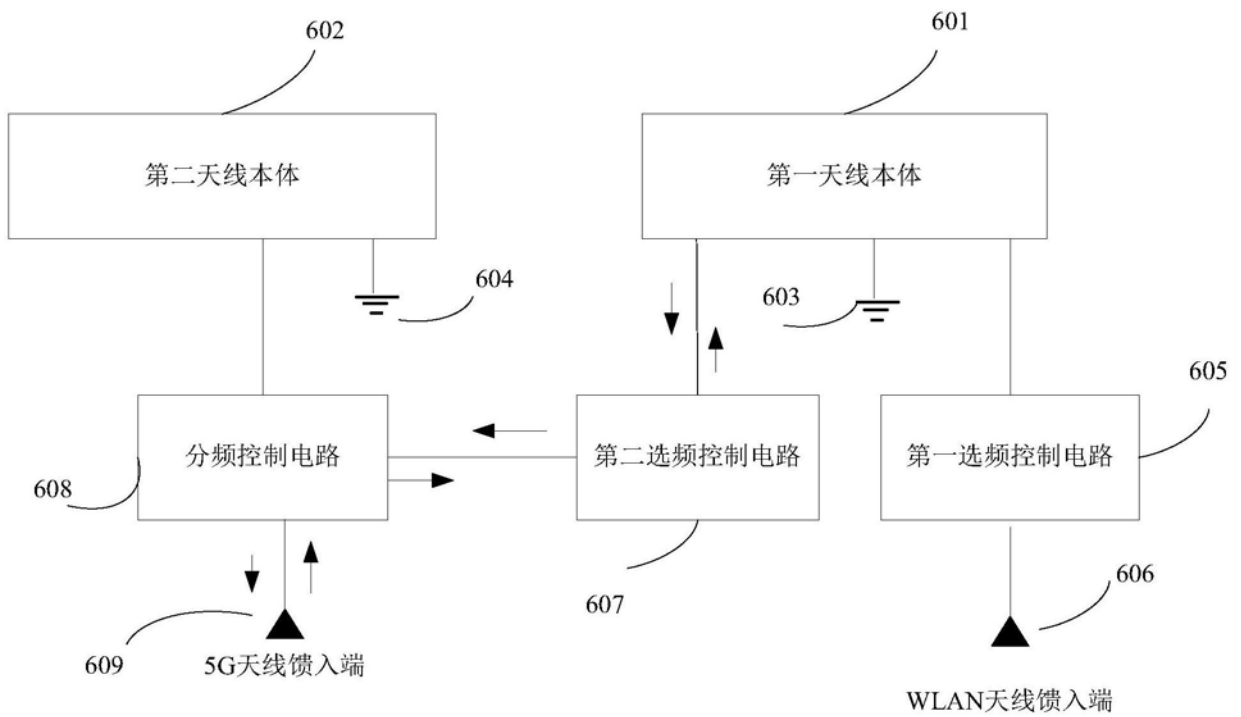 602
601
第二天线本体
第一天线本体
604
603
605
分频控制电路
第二选频控制电路
第一选频控制电路
608
607
606
609
5G天线馈入端
WLAN天线馈入端